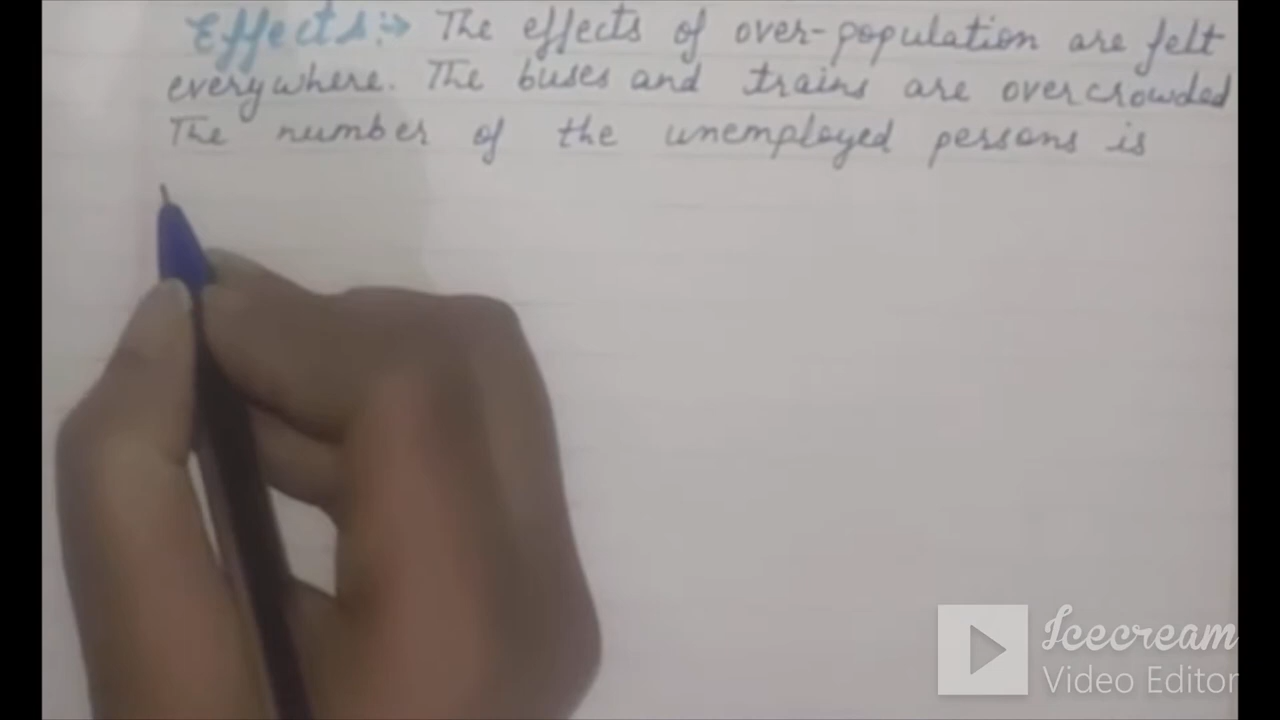 Effects:→ The effects of over-population are felt
everywhere. The buses and trains are overcrowded
The number of the unemployed persons is
Icecream
Video Editor